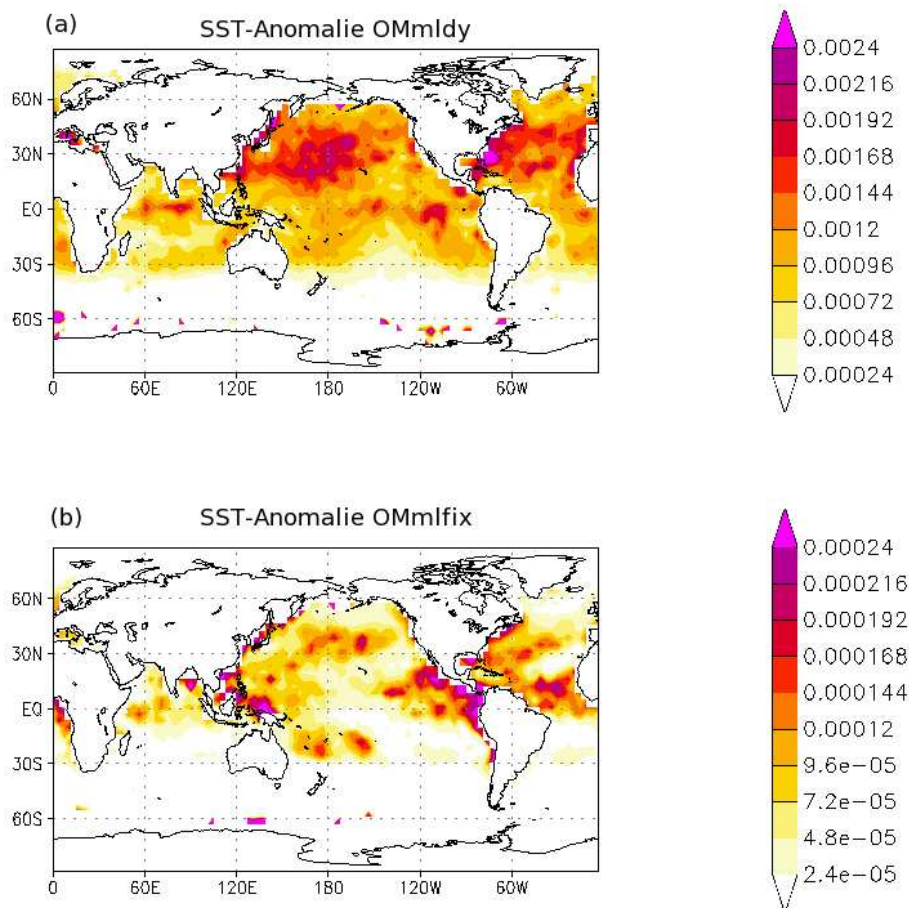 (a)
SST-Anomalie OMmldy
60N
30N
EQ
30S
60S
0 60E 120E 180 120W 60W
0.0024
0.00216
0.00192
0.00168
0.00144
0.0012
0.00096
0.00072
0.00048
0.00024
(b)
SST-Anomalie OMmlfix
60N
30N
EQ
30S
60S
0 60E 120E 180 120W 60W
0.00024
0.000216
0.000192
0.000168
0.000144
0.00012
9.6e-05
7.2e-05
4.8e-05
2.4e-05